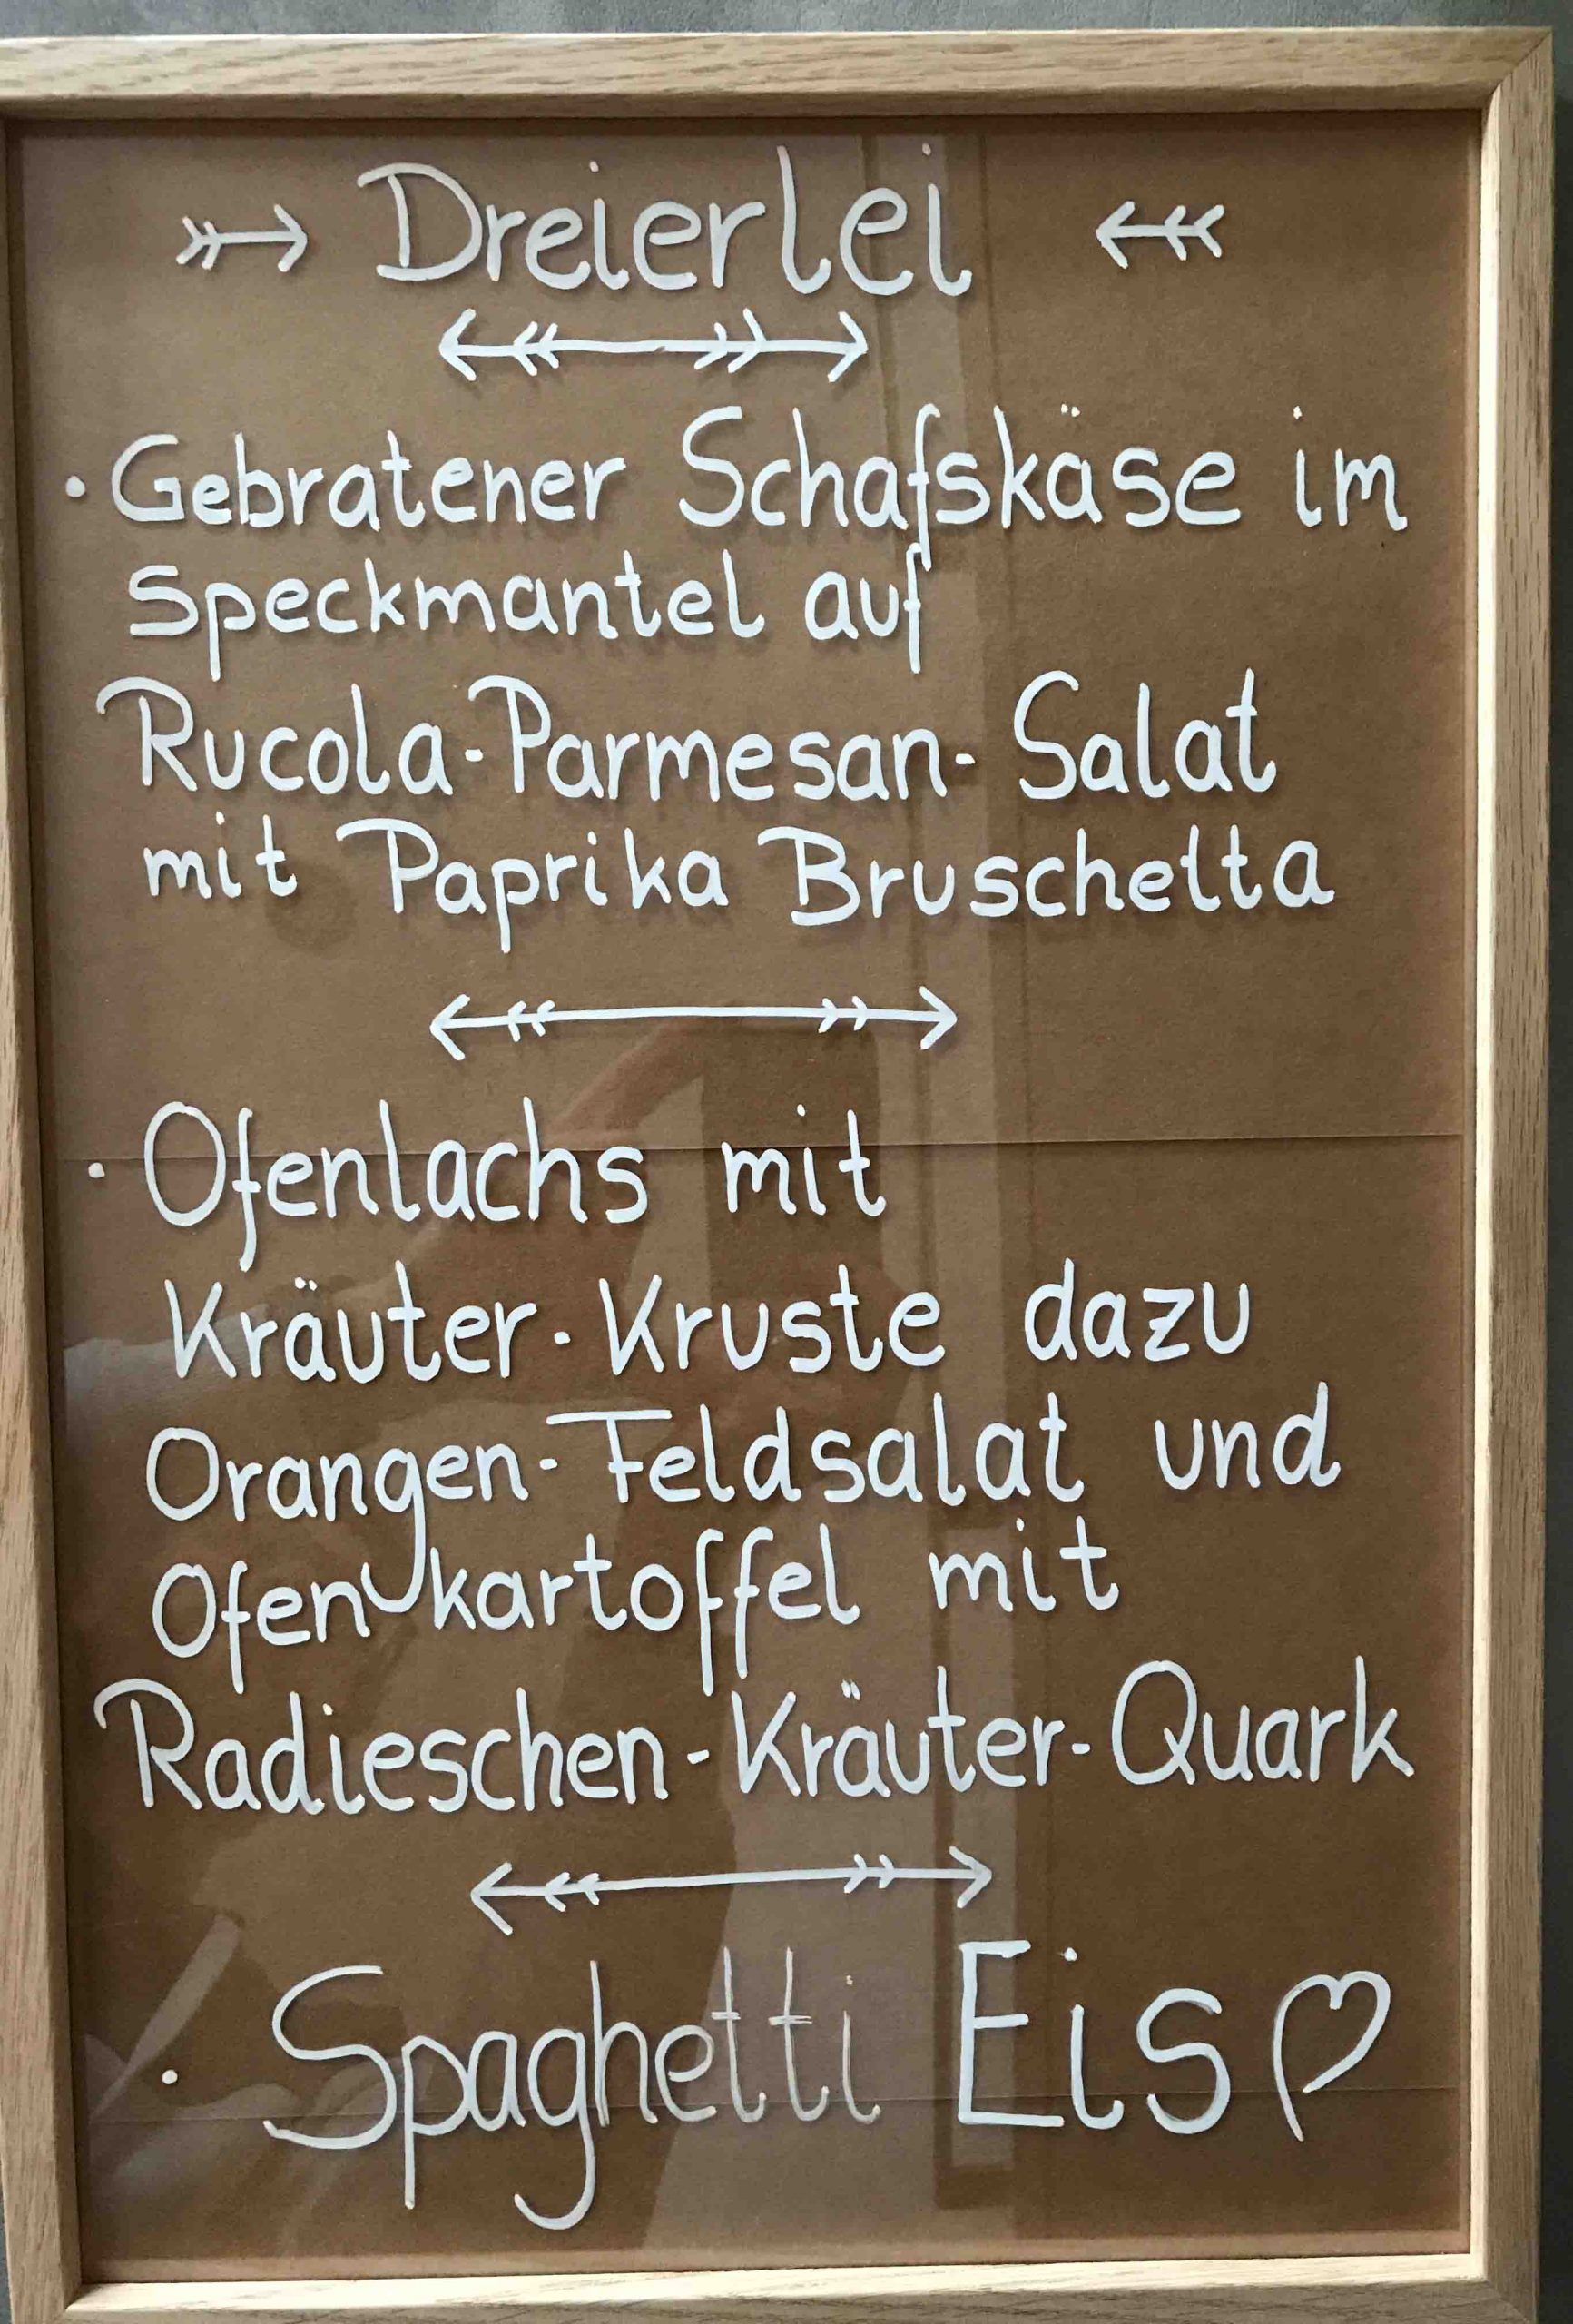 Dreierlei
• Gebratener Schafskäse im
Speckmantel auf
Rucola-Parmesan-Salat
mit Paprika Bruschetta
• Ofenlachs mit
Kräuter-Kruste dazu
Orangen-Feldsalat und
Ofenkartoffel mit
Radieschen-Kräuter-Quark
• Spaghetti Eis